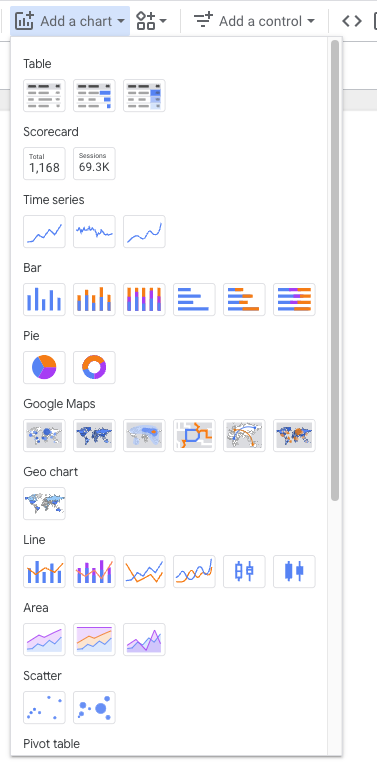 Add a chart
Add a control
Table
Scorecard
Total
1,168
Sessions
69.3K
Time series
Bar
Pie
Google Maps
Geo chart
Line
Area
Scatter
Pivot table